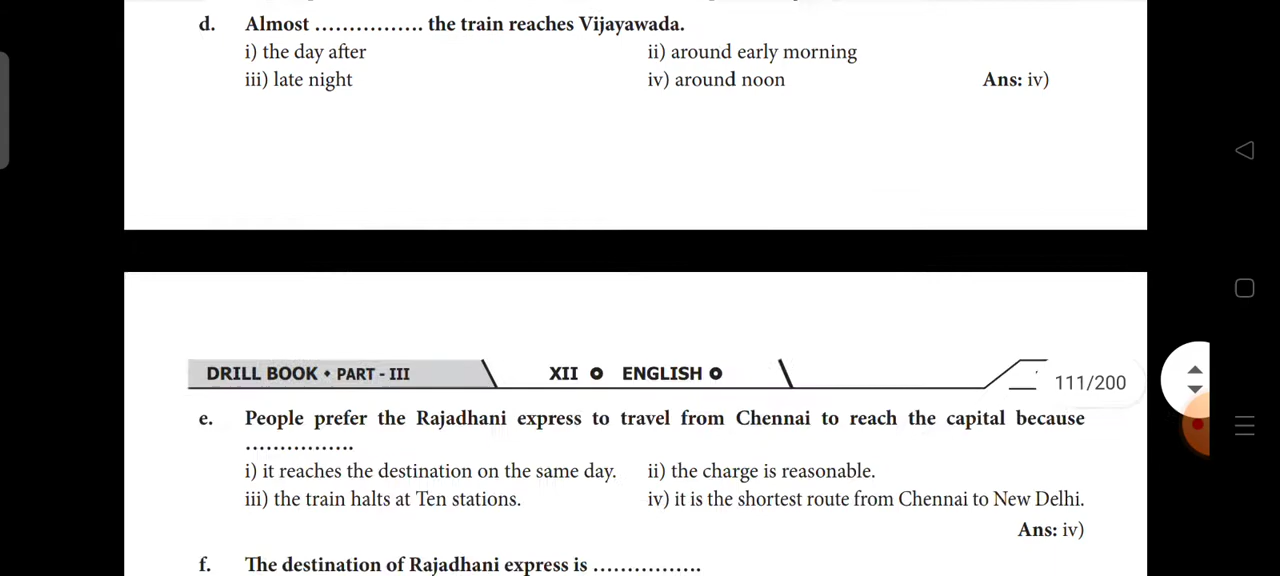 d. Almost ................ the train reaches Vijayawada.
i) the day after ii) around early morning
iii) late night iv) around noon Ans: iv)
DRILL BOOK • PART - III XII ENGLISH
111/200
e. People prefer the Rajadhani express to travel from Chennai to reach the capital because
................
i) it reaches the destination on the same day. ii) the charge is reasonable.
iii) the train halts at Ten stations. iv) it is the shortest route from Chennai to New Delhi.
Ans: iv)
f. The destination of Rajadhani express is ................